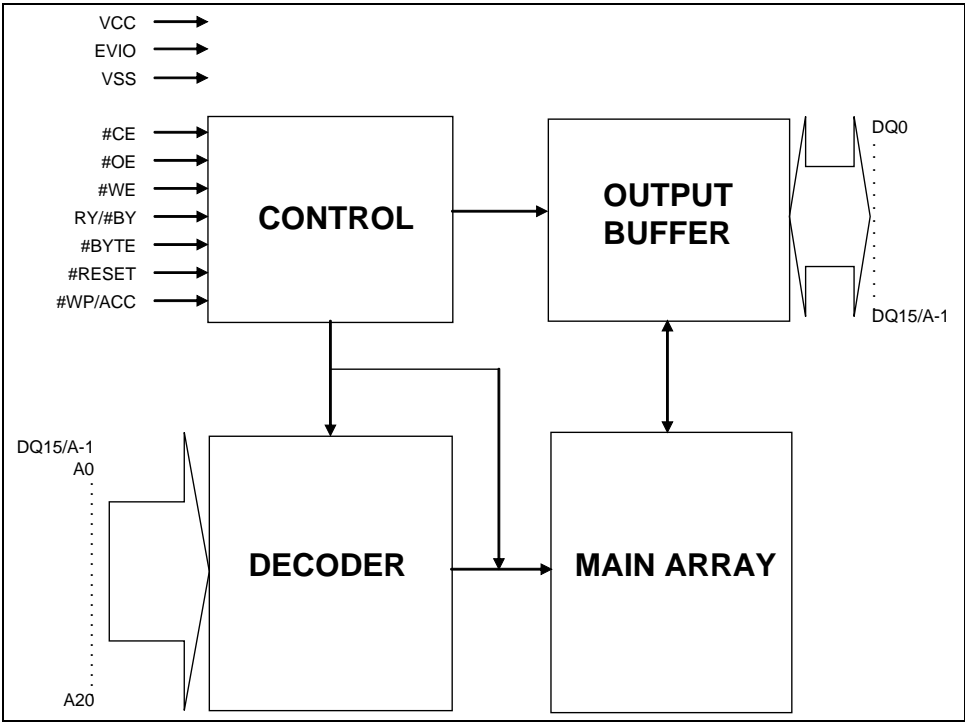 VCC
EVIO
VSS
#CE
#OE
#WE
RY/#BY
#BYTE
#RESET
#WP/ACC
CONTROL
OUTPUT
BUFFER
DQ0
DQ15/A-1
DQ15/A-1
A0
A20
DECODER
MAIN ARRAY